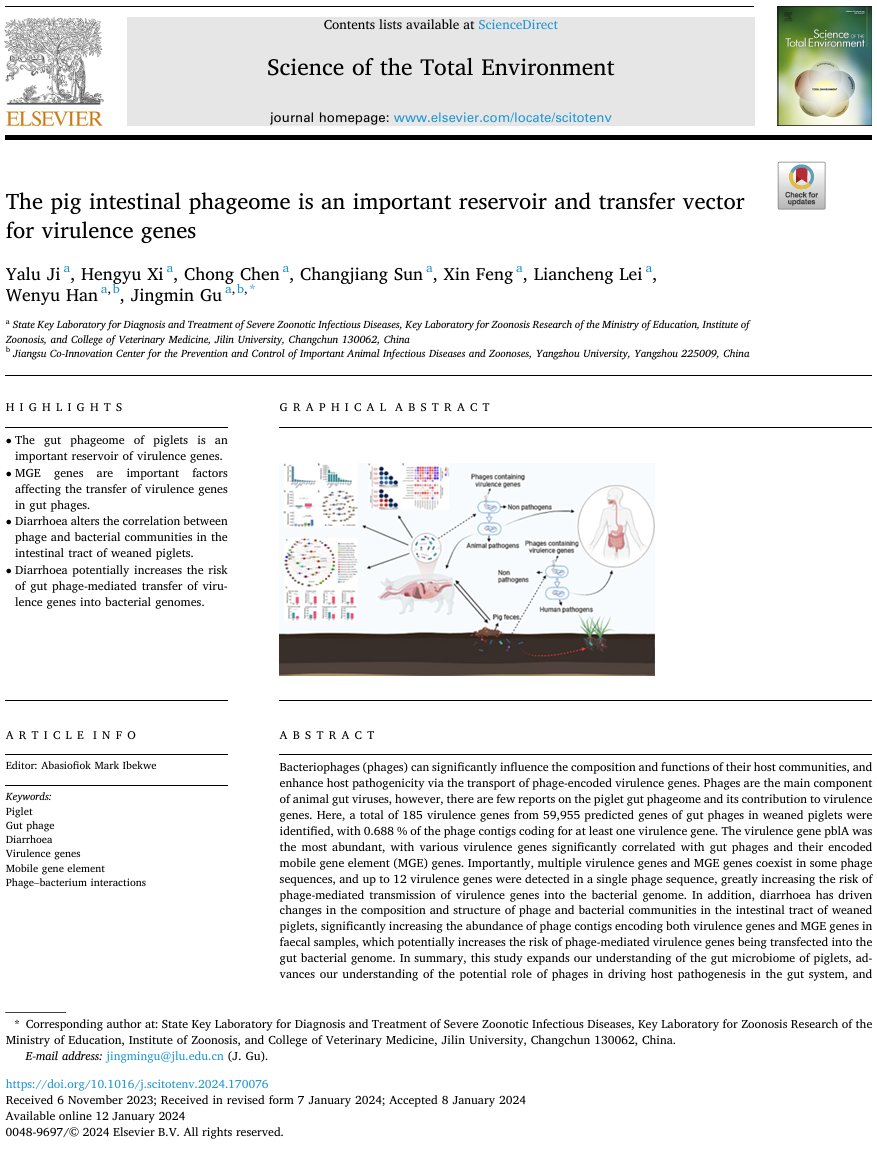 Contents lists available at ScienceDirect
Science of the Total Environment
journal homepage: www.elsevier.com/locate/scitotenv
ELSEVIER
Science OF THE
Total Environment
TOTAL ENVIRONMENT
Check for
updates
The pig intestinal phageome is an important reservoir and transfer vector
for virulence genes
Yalu Ji a, Hengyu Xi a, Chong Chen a, Changjiang Sun a, Xin Feng a, Liancheng Lei a,
Wenyu Han a,b, Jingmin Gu a,b,*
a State Key Laboratory for Diagnosis and Treatment of Severe Zoonotic Infectious Diseases, Key Laboratory for Zoonosis Research of the Ministry of Education, Institute of
Zoonosis, and College of Veterinary Medicine, Jilin University, Changchun 130062, China
b Jiangsu Co-Innovation Center for the Prevention and Control of Important Animal Infectious Diseases and Zoonoses, Yangzhou University, Yangzhou 225009, China
HIGHLIGHTS
• The gut phageome of piglets is an
important reservoir of virulence genes.
• MGE genes are important factors
affecting the transfer of virulence genes
in gut phages.
• Diarrhoea alters the correlation between
phage and bacterial communities in the
intestinal tract of weaned piglets.
• Diarrhoea potentially increases the risk
of gut phage-mediated transfer of viru-
lence genes into bacterial genomes.
GRAPHICAL ABSTRACT
Phages containing
virulence genes
Non pathogens
Animal pathogens
Phages containing
virulence genes
Non
pathogens
Human pathogens
Pig feces
ARTICLE INFO
Editor: Abasiofiok Mark Ibekwe
Keywords:
Piglet
Gut phage
Diarrhoea
Virulence genes
Mobile gene element
Phage–bacterium interactions
ABSTRACT
Bacteriophages (phages) can significantly influence the composition and functions of their host communities, and
enhance host pathogenicity via the transport of phage-encoded virulence genes. Phages are the main component
of animal gut viruses, however, there are few reports on the piglet gut phageome and its contribution to virulence
genes. Here, a total of 185 virulence genes from 59,955 predicted genes of gut phages in weaned piglets were
identified, with 0.688 % of the phage contigs coding for at least one virulence gene. The virulence gene pblA was
the most abundant, with various virulence genes significantly correlated with gut phages and their encoded
mobile gene element (MGE) genes. Importantly, multiple virulence genes and MGE genes coexist in some phage
sequences, and up to 12 virulence genes were detected in a single phage sequence, greatly increasing the risk of
phage-mediated transmission of virulence genes into the bacterial genome. In addition, diarrhoea has driven
changes in the composition and structure of phage and bacterial communities in the intestinal tract of weaned
piglets, significantly increasing the abundance of phage contigs encoding both virulence genes and MGE genes in
faecal samples, which potentially increases the risk of phage-mediated virulence genes being transfected into the
gut bacterial genome. In summary, this study expands our understanding of the gut microbiome of piglets, ad-
vances our understanding of the potential role of phages in driving host pathogenesis in the gut system, and
* Corresponding author at: State Key Laboratory for Diagnosis and Treatment of Severe Zoonotic Infectious Diseases, Key Laboratory for Zoonosis Research of the
Ministry of Education, Institute of Zoonosis, and College of Veterinary Medicine, Jilin University, Changchun 130062, China.
E-mail address: jingmingu@jlu.edu.cn (J. Gu).
https://doi.org/10.1016/j.scitotenv.2024.170076
Received 6 November 2023; Received in revised form 7 January 2024; Accepted 8 January 2024
Available online 12 January 2024
0048-9697/© 2024 Elsevier B.V. All rights reserved.